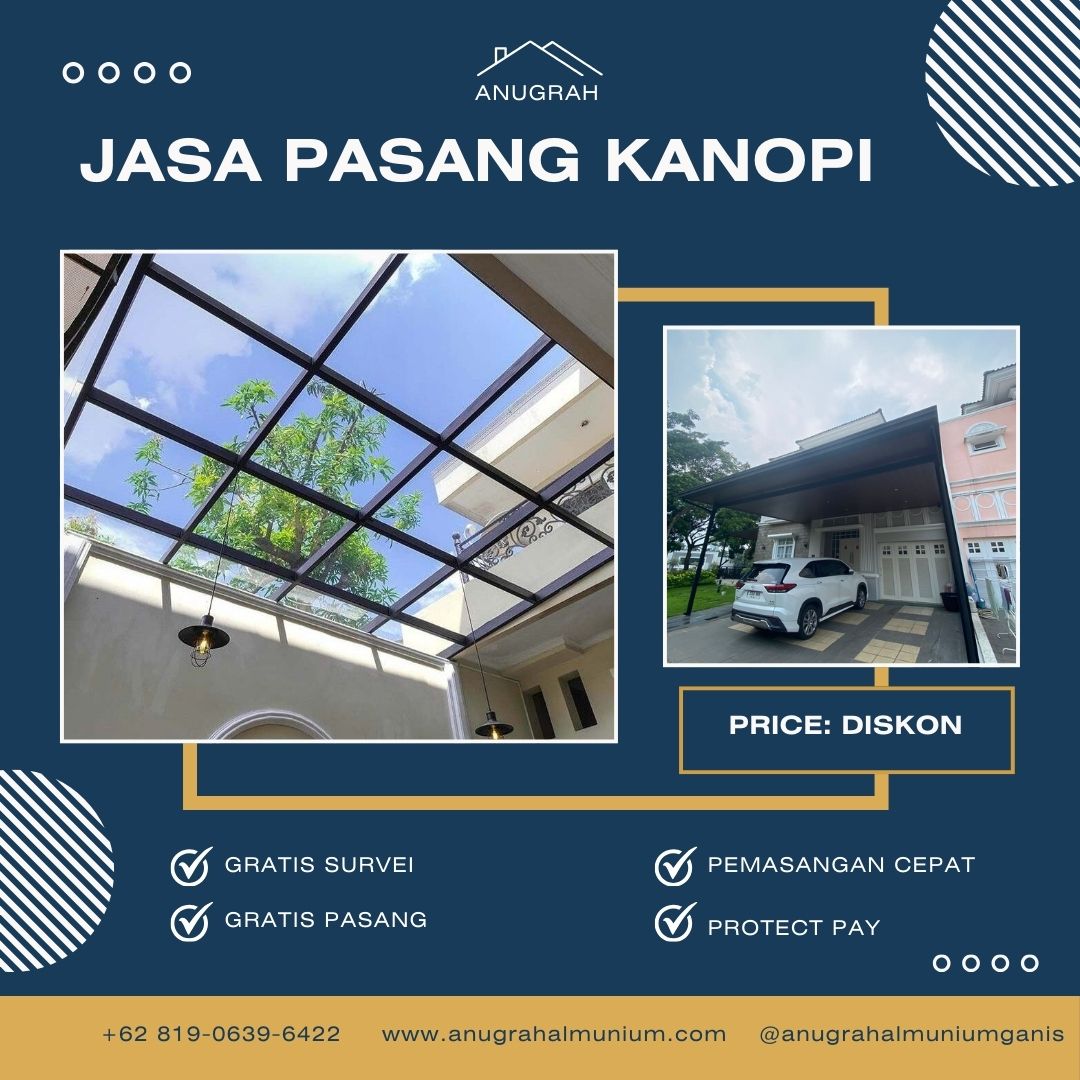 ANUGRAH
JASA PASANG KANOPI
PRICE: DISKON
GRATIS SURVEI
GRATIS PASANG
PEMASANGAN CEPAT
PROTECT PAY
+62 819-0639-6422
www.anugrahalmunium.com
@anugrahalmuniumganis